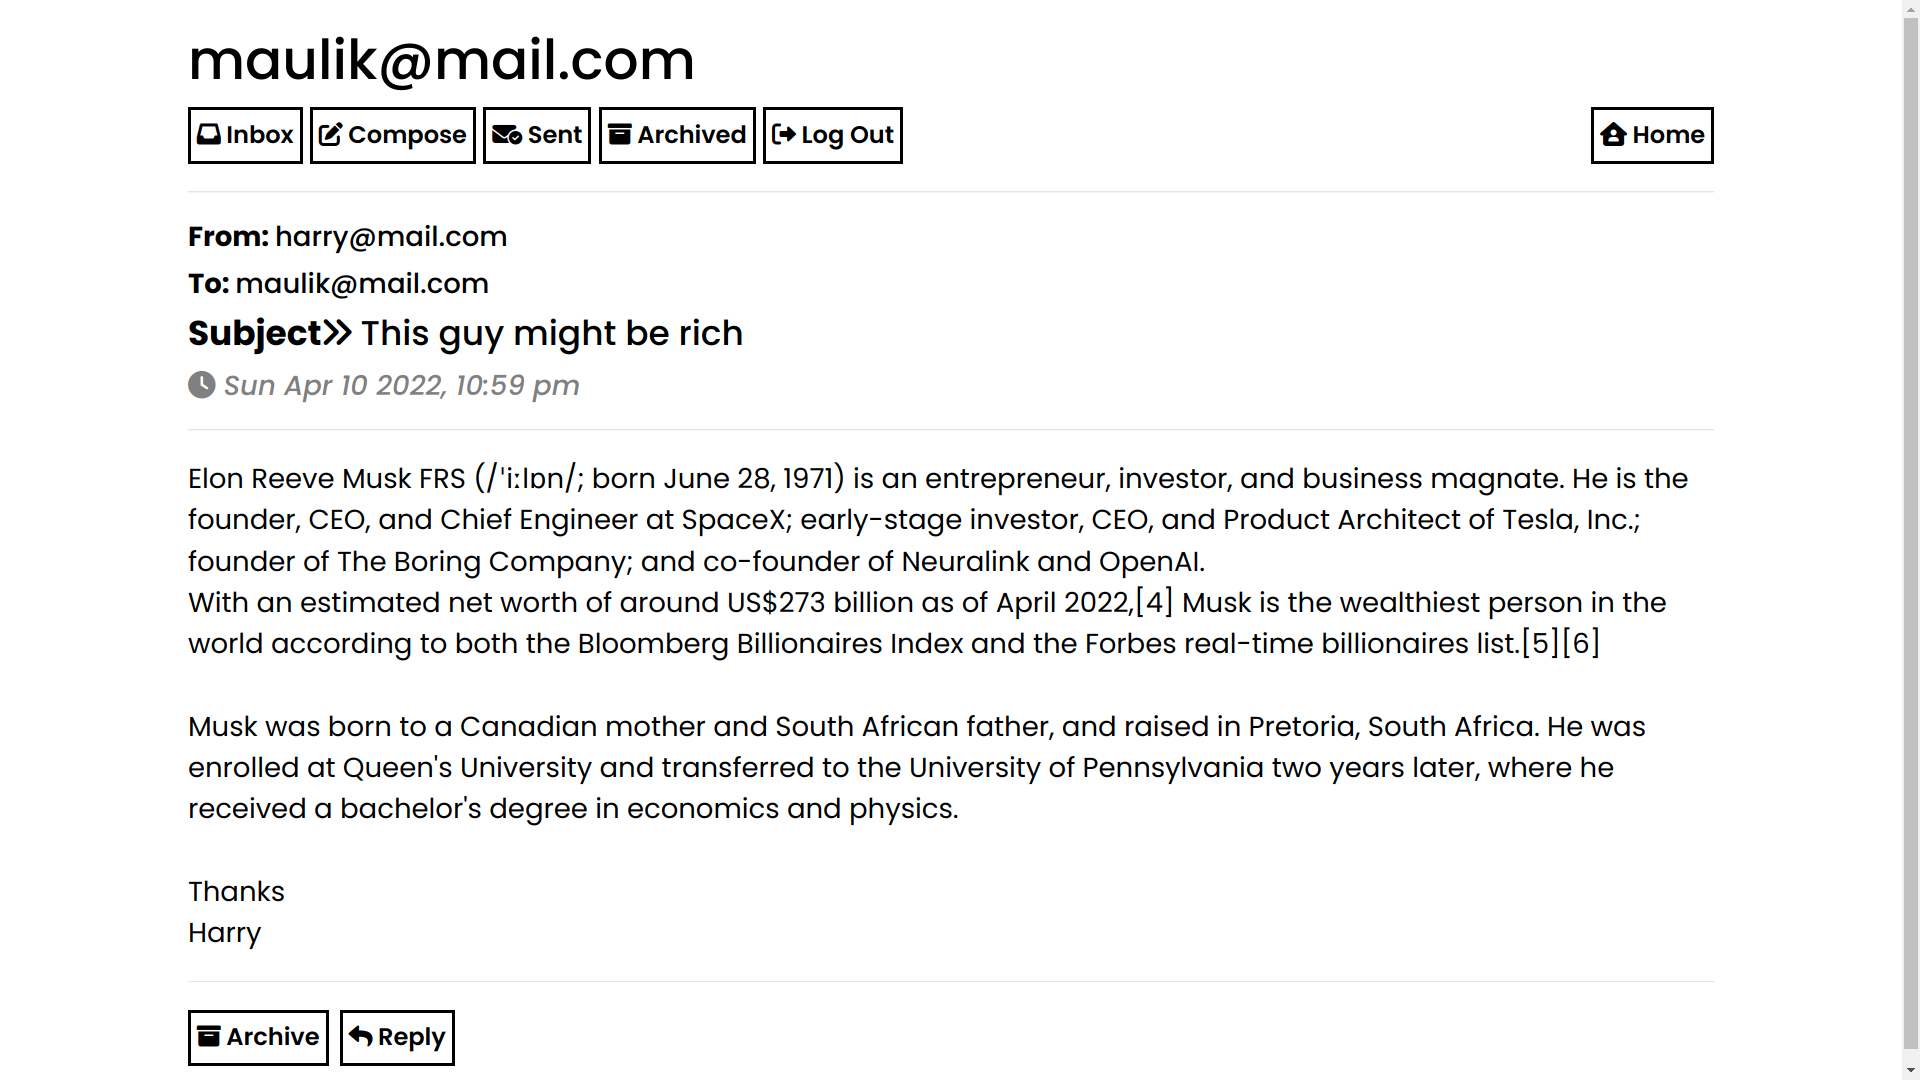 maulik@mail.com
Inbox Compose Sent Archived Log Out Home
From: harry@mail.com
To: maulik@mail.com
Subject This guy might be rich
Sun Apr 10 2022, 10:59 pm
Elon Reeve Musk FRS (/ˈiːlɒn/; born June 28, 1971) is an entrepreneur, investor, and business magnate. He is the
founder, CEO, and Chief Engineer at SpaceX; early-stage investor, CEO, and Product Architect of Tesla, Inc.;
founder of The Boring Company; and co-founder of Neuralink and OpenAI.
With an estimated net worth of around US$273 billion as of April 2022,[4] Musk is the wealthiest person in the
world according to both the Bloomberg Billionaires Index and the Forbes real-time billionaires list.[5][6]
Musk was born to a Canadian mother and South African father, and raised in Pretoria, South Africa. He was
enrolled at Queen's University and transferred to the University of Pennsylvania two years later, where he
received a bachelor's degree in economics and physics.
Thanks
Harry
Archive Reply